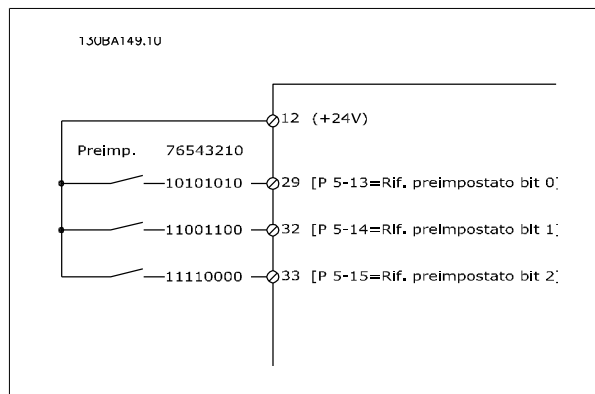 130BA149.10
12 (+24V)
Preimp. 76543210
10101010 29 [P 5-13=Rif. preimpostato bit 0]
11001100 32 [P 5-14=Rif. preimpostato bit 1]
11110000 33 [P 5-15=Rif. preimpostato bit 2]